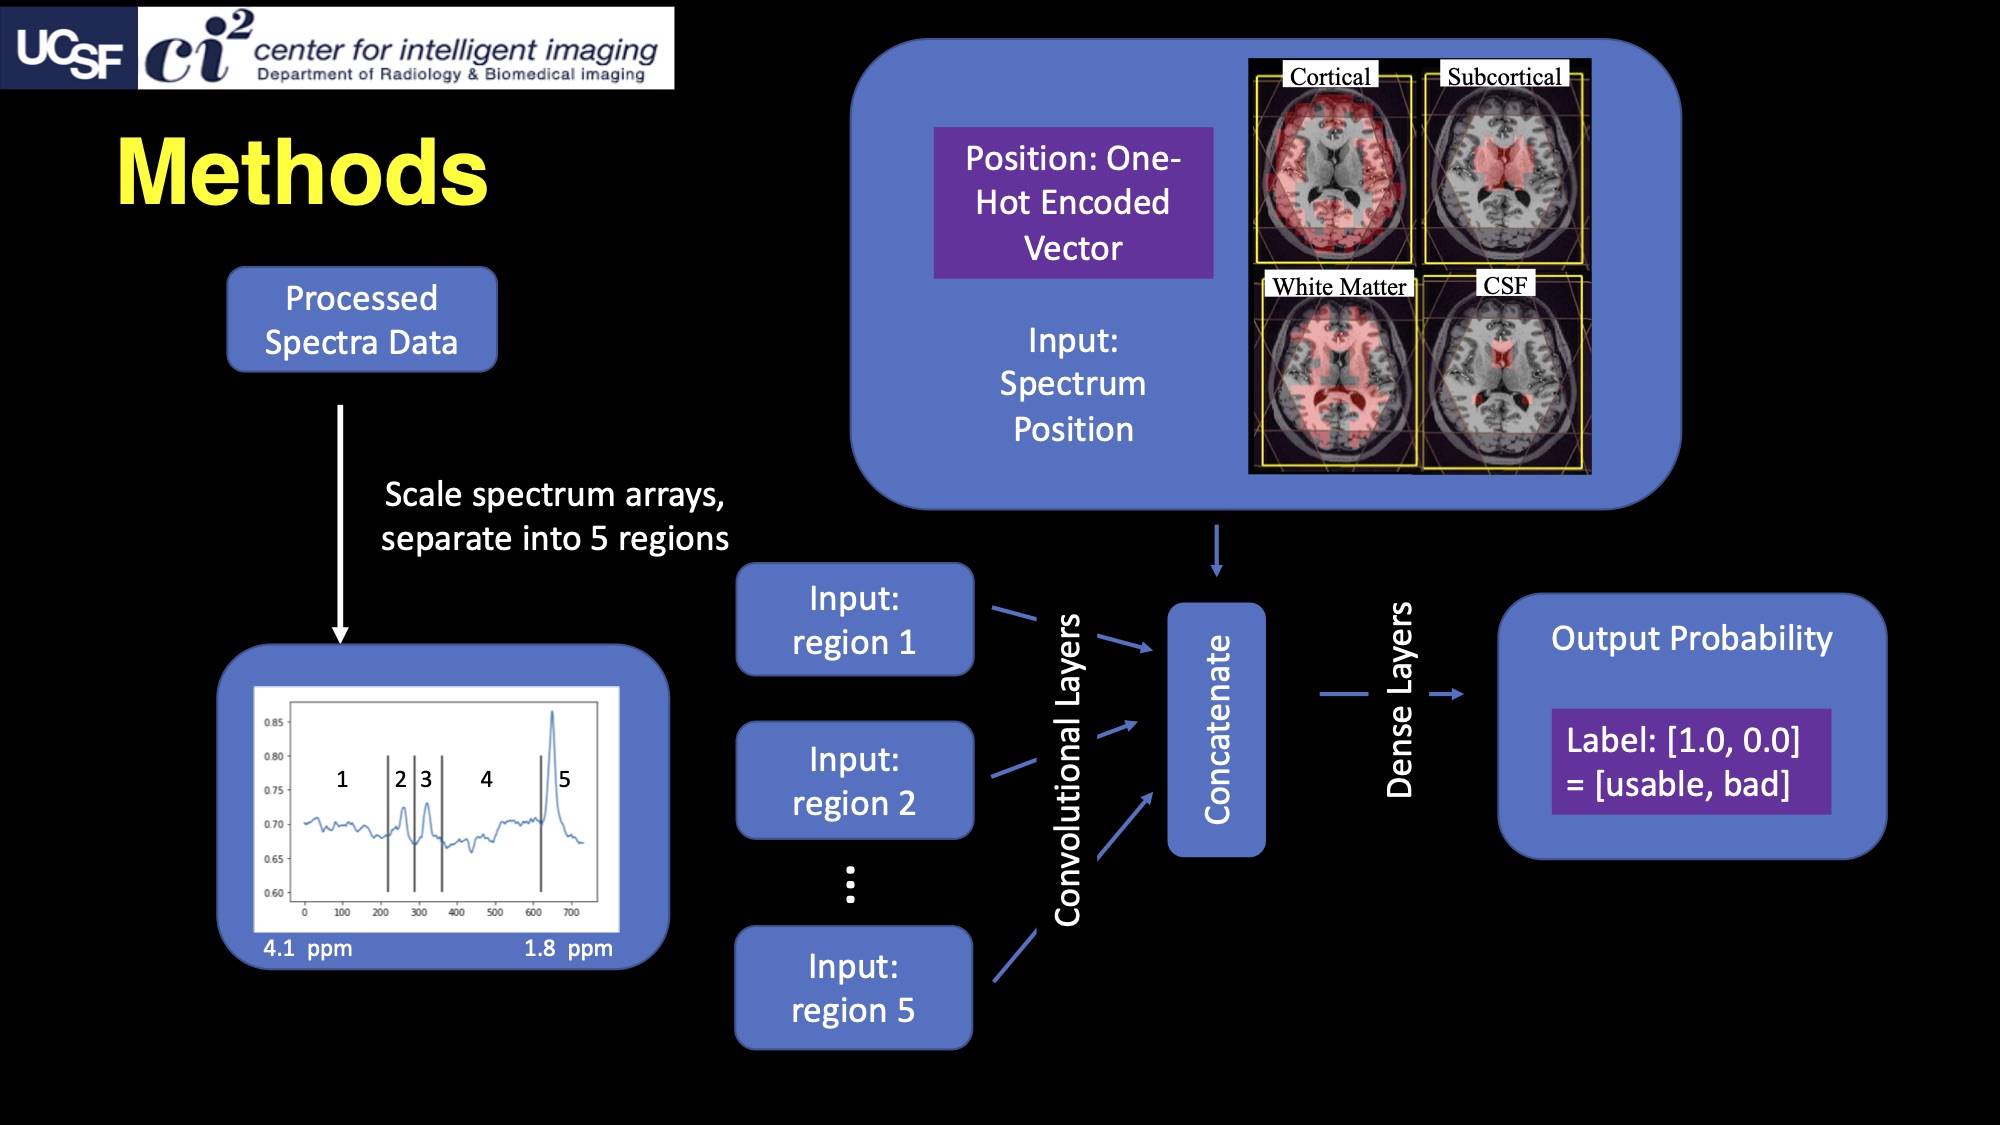 UCSF
ci² center for intelligent imaging
Department of Radiology & Biomedical imaging
Methods
Processed
Spectra Data
Scale spectrum arrays,
separate into 5 regions
0.85
0.80
0.75
0.70
0.65
0.60
1 2 3 4 5
0 100 200 300 400 500 600 700
4.1 ppm 1.8 ppm
Position: One-
Hot Encoded
Vector
Input:
Spectrum
Position
Cortical
Subcortical
White Matter
CSF
Input:
region 1
Input:
region 2
⋮
Input:
region 5
Convolutional Layers
Concatenate
Dense Layers
Output Probability
Label: [1.0, 0.0]
= [usable, bad]